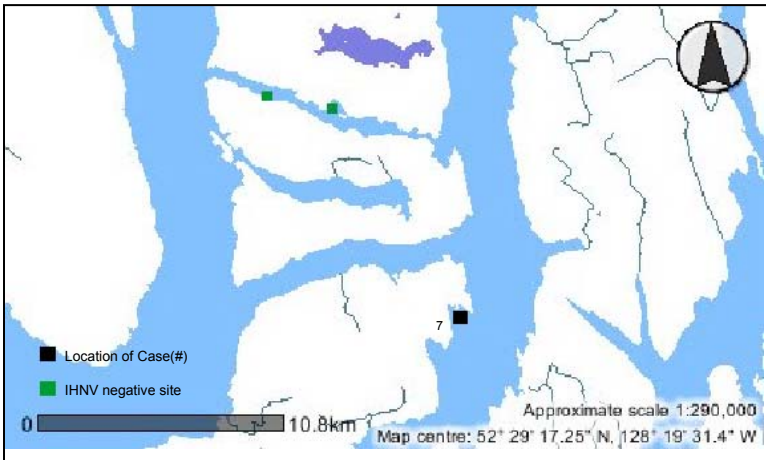 7
Location of Case(#)
IHNV negative site
0 10.8km
Approximate scale 1:290,000
Map centre: 52° 29' 17.25" N, 128° 19' 31.4" W